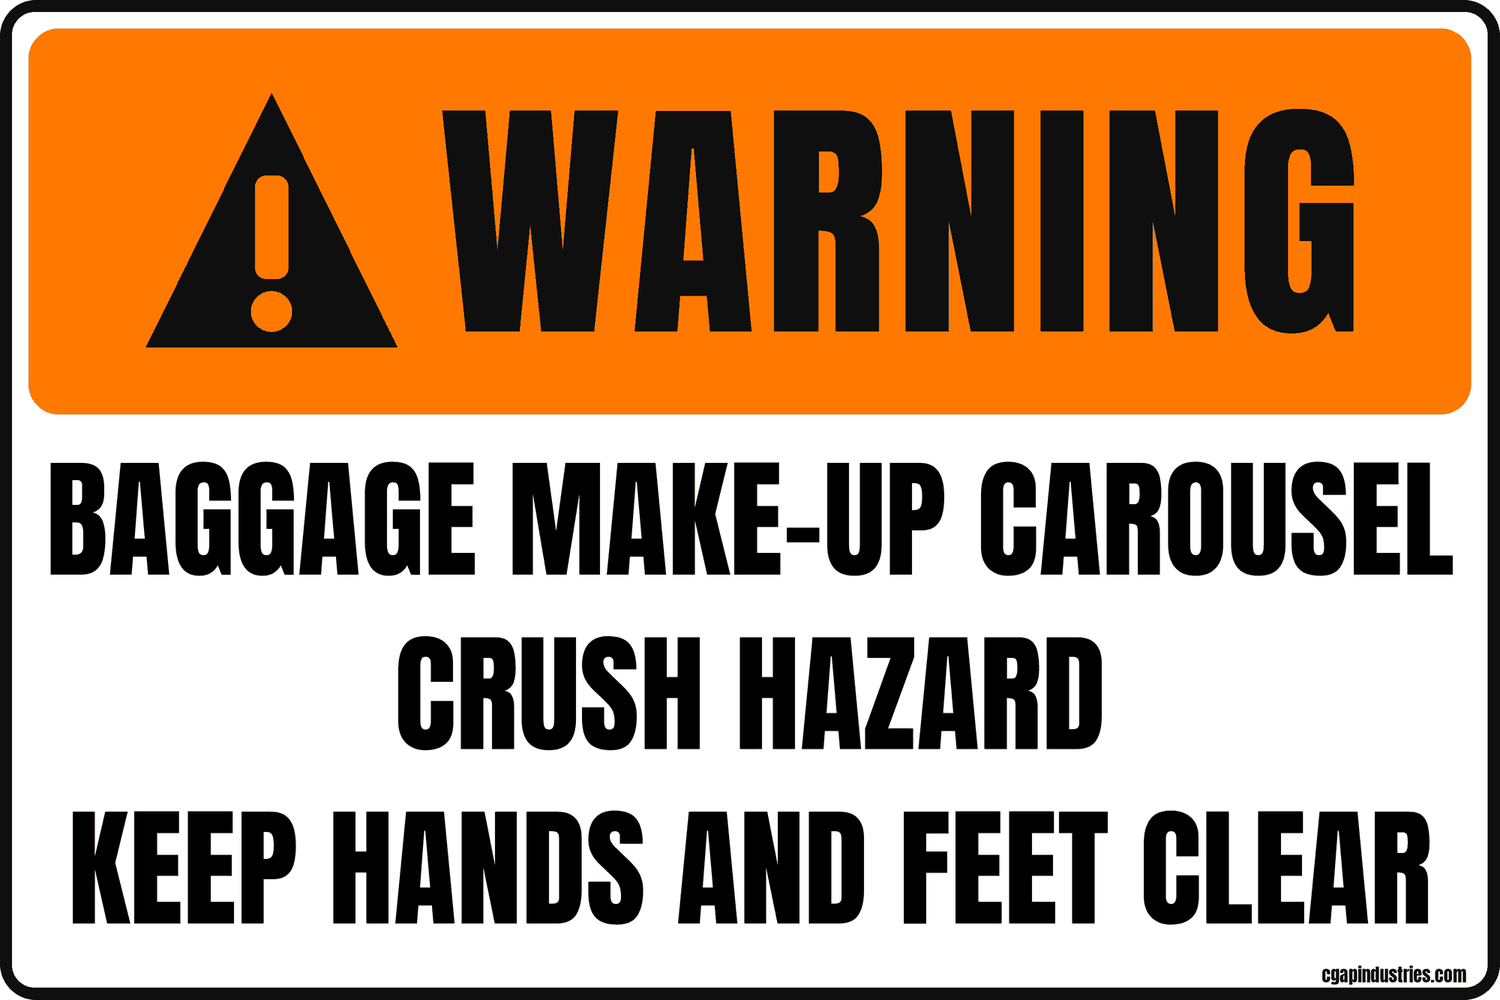 WARNING
BAGGAGE MAKE-UP CAROUSEL
CRUSH HAZARD
KEEP HANDS AND FEET CLEAR
cgapindustries.com